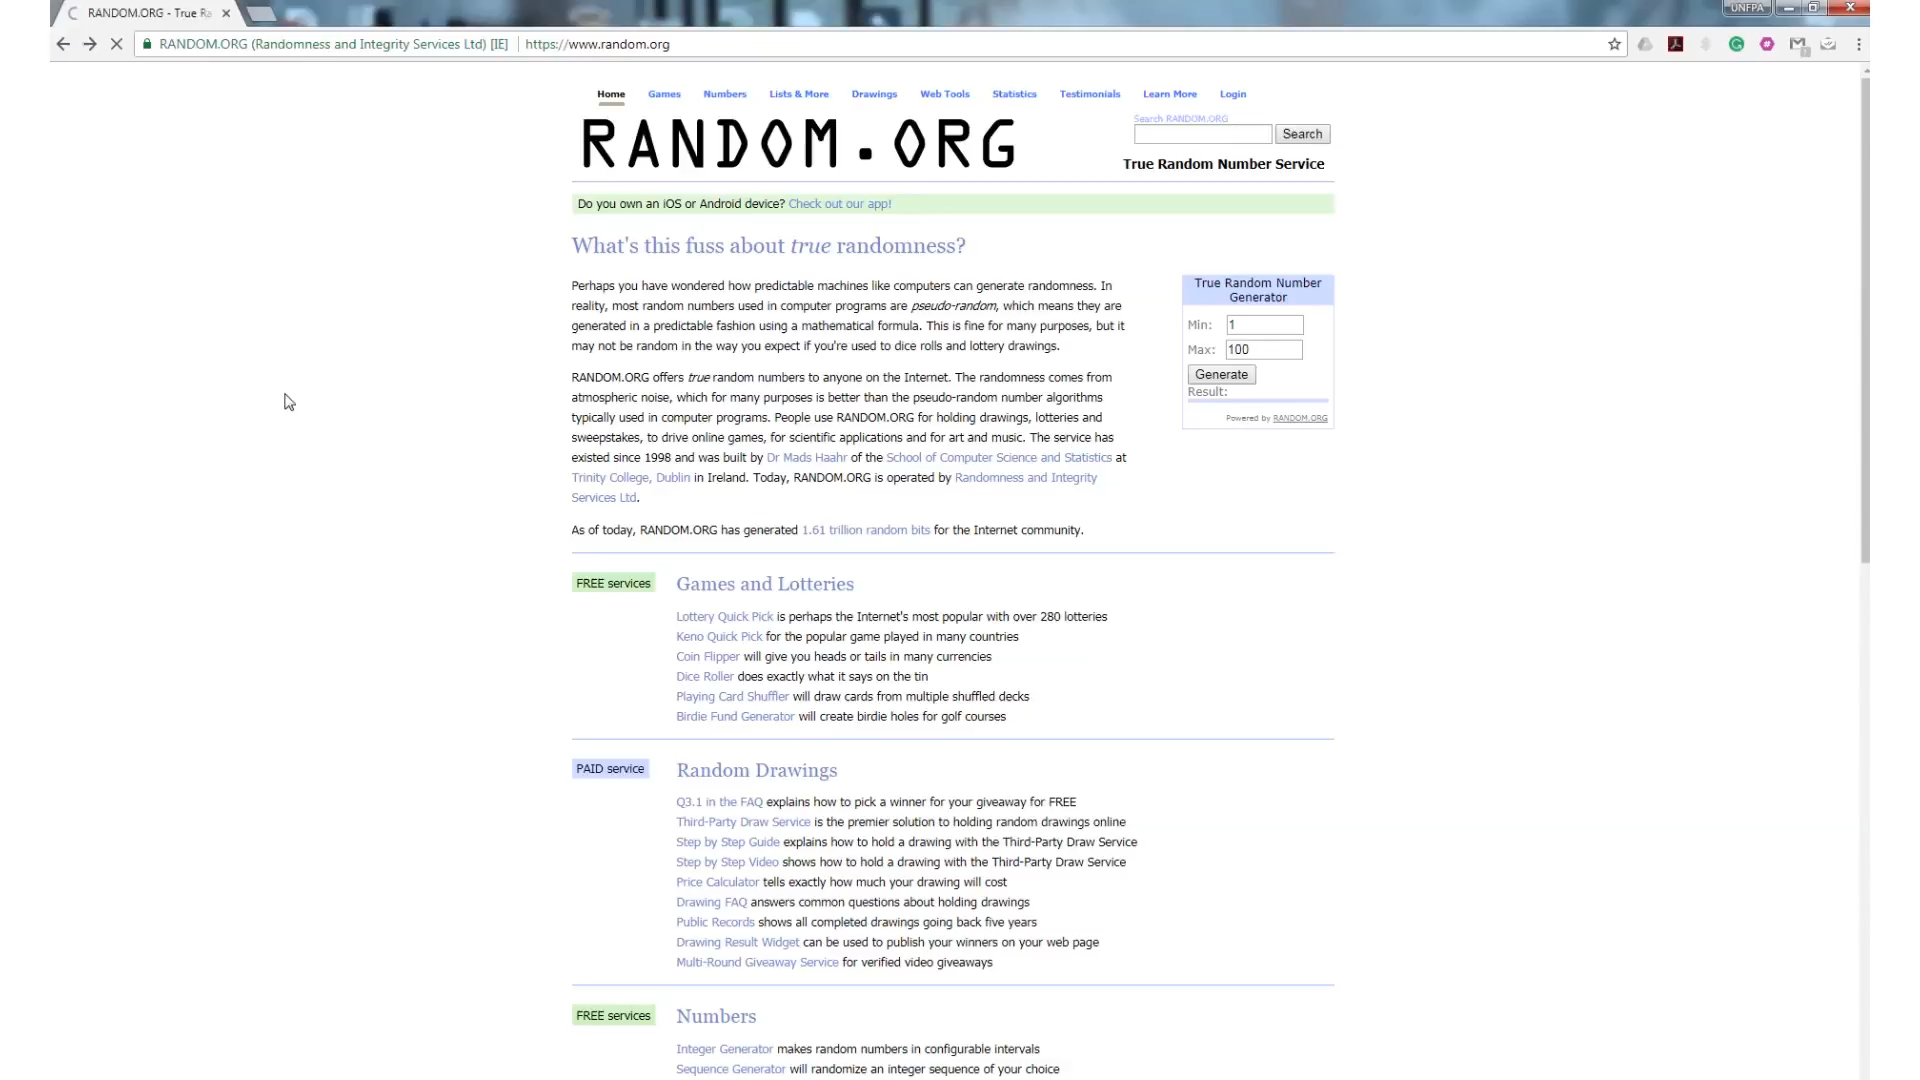 RANDOM.ORG - True Ra
UNFPA
RANDOM.ORG (Randomness and Integrity Services Ltd) [IE] https://www.random.org
Home Games Numbers Lists & More Drawings Web Tools Statistics Testimonials Learn More Login
RANDOM.ORG
Search RANDOM.ORG
Search
True Random Number Service
Do you own an iOS or Android device? Check out our app!
What's this fuss about true randomness?
Perhaps you have wondered how predictable machines like computers can generate randomness. In
reality, most random numbers used in computer programs are pseudo-random, which means they are
generated in a predictable fashion using a mathematical formula. This is fine for many purposes, but it
may not be random in the way you expect if you're used to dice rolls and lottery drawings.
RANDOM.ORG offers true random numbers to anyone on the Internet. The randomness comes from
atmospheric noise, which for many purposes is better than the pseudo-random number algorithms
typically used in computer programs. People use RANDOM.ORG for holding drawings, lotteries and
sweepstakes, to drive online games, for scientific applications and for art and music. The service has
existed since 1998 and was built by Dr Mads Haahr of the School of Computer Science and Statistics at
Trinity College, Dublin in Ireland. Today, RANDOM.ORG is operated by Randomness and Integrity
Services Ltd.
As of today, RANDOM.ORG has generated 1.61 trillion random bits for the Internet community.
True Random Number
Generator
Min: 1
Max: 100
Generate
Result:
Powered by RANDOM.ORG
FREE services Games and Lotteries
Lottery Quick Pick is perhaps the Internet's most popular with over 280 lotteries
Keno Quick Pick for the popular game played in many countries
Coin Flipper will give you heads or tails in many currencies
Dice Roller does exactly what it says on the tin
Playing Card Shuffler will draw cards from multiple shuffled decks
Birdie Fund Generator will create birdie holes for golf courses
PAID service Random Drawings
Q3.1 in the FAQ explains how to pick a winner for your giveaway for FREE
Third-Party Draw Service is the premier solution to holding random drawings online
Step by Step Guide explains how to hold a drawing with the Third-Party Draw Service
Step by Step Video shows how to hold a drawing with the Third-Party Draw Service
Price Calculator tells exactly how much your drawing will cost
Drawing FAQ answers common questions about holding drawings
Public Records shows all completed drawings going back five years
Drawing Result Widget can be used to publish your winners on your web page
Multi-Round Giveaway Service for verified video giveaways
FREE services Numbers
Integer Generator makes random numbers in configurable intervals
Sequence Generator will randomize an integer sequence of your choice